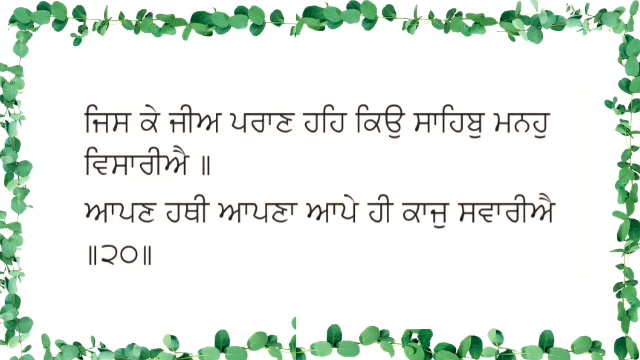 ਜਿਸ ਕੇ ਜੀਅ ਪਰਾਣ ਹਹਿ ਕਿਉ ਸਾਹਿਬੁ ਮਨਹੁ
ਵਿਸਾਰੀਐ ॥
ਆਪਣ ਹਥੀ ਆਪਣਾ ਆਪੇ ਹੀ ਕਾਜੁ ਸਵਾਰੀਐ
॥੨੦॥